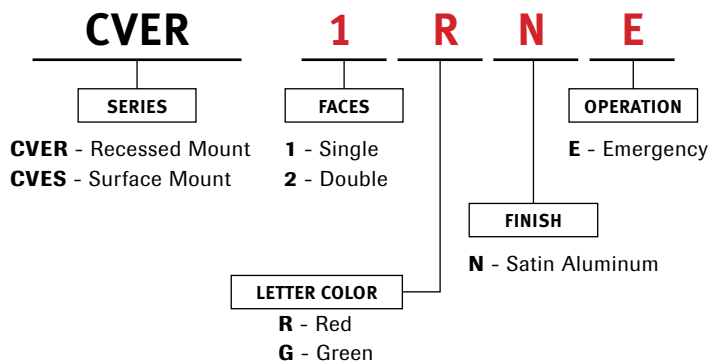 CVER 1 R N E
SERIES FACES OPERATION
CVER - Recessed Mount 1 - Single E - Emergency
CVES - Surface Mount 2 - Double
FINISH
N - Satin Aluminum
LETTER COLOR
R - Red
G - Green